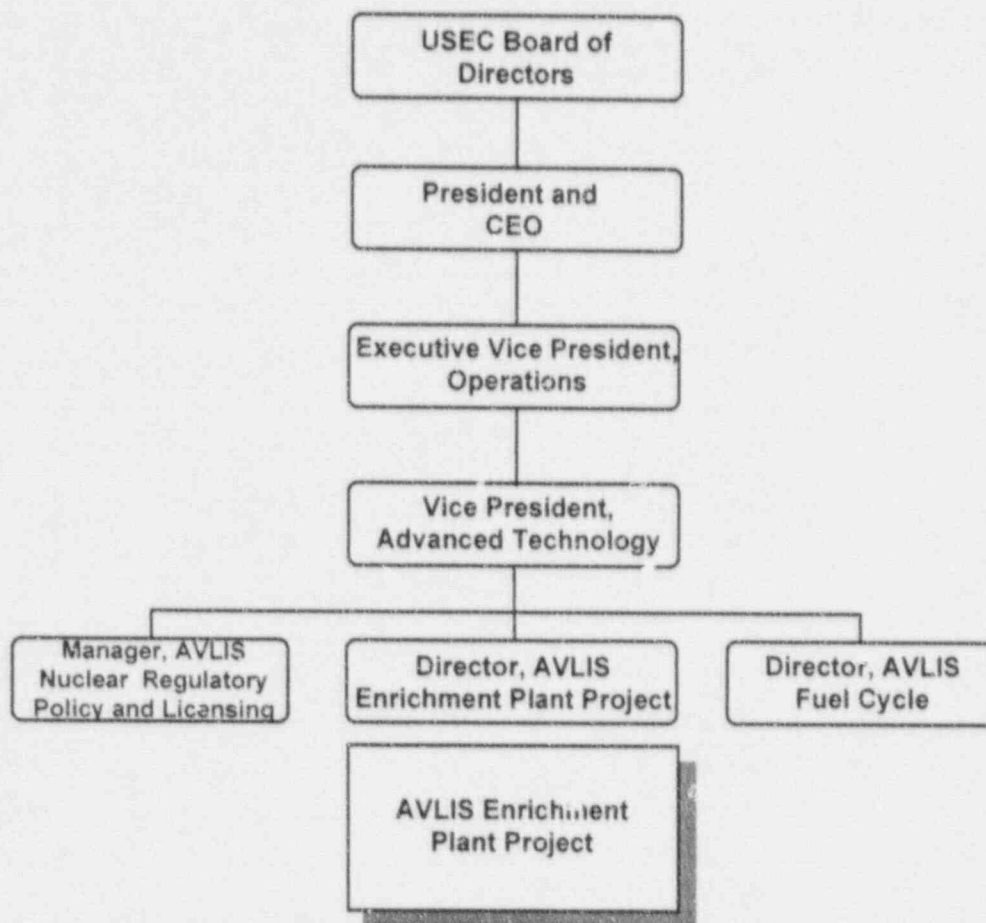 USEC Board of
Directors
President and
CEO
Executive Vice President,
Operations
Vice President,
Advanced Technology
Manager, AVLIS
Nuclear Regulatory
Policy and Licensing
Director, AVLIS
Enrichment Plant Project
Director, AVLIS
Fuel Cycle
AVLIS Enrichment
Plant Project